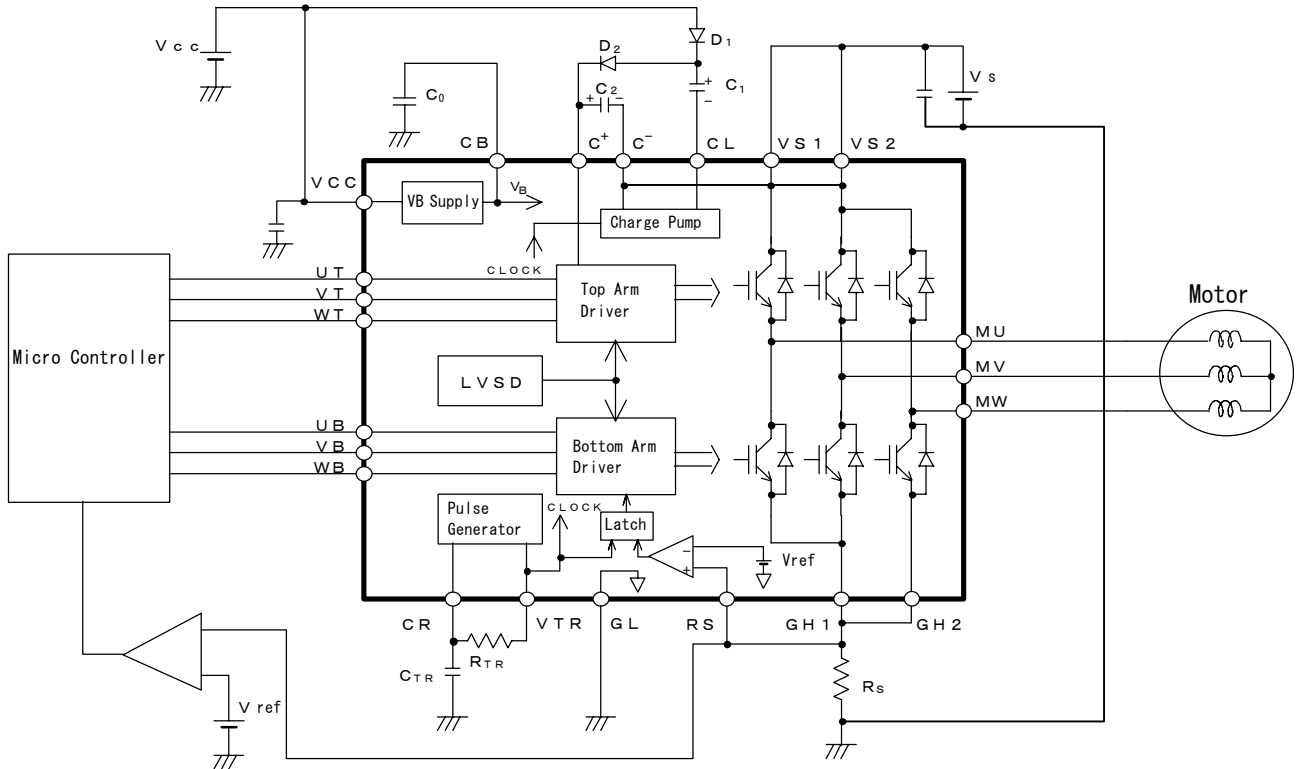 Vcc
D2
D1
C2
+
−
+
−
C1
C0
Vs
CB
C+
C−
CL
VS1
VS2
VCC
VB Supply
VB
Charge Pump
CLOCK
UT
VT
WT
Top Arm
Driver
Motor
Micro Controller
MU
MV
MW
LVSD
UB
VB
WB
Bottom Arm
Driver
Pulse
Generator
CLOCK
Latch
−
+
Vref
CR
VTR
GL
RS
GH1
GH2
RTR
CTR
RS
Vref